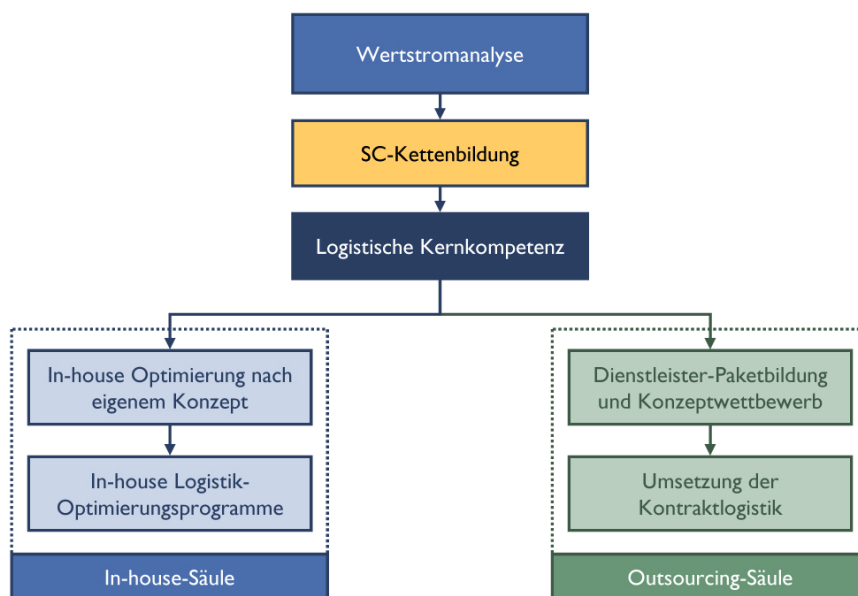 Wertstromanalyse
SC-Kettenbildung
Logistische Kernkompetenz
In-house Optimierung nach
eigenem Konzept
In-house Logistik-
Optimierungsprogramme
In-house-Säule
Dienstleister-Paketbildung
und Konzeptwettbewerb
Umsetzung der
Kontraktlogistik
Outsourcing-Säule